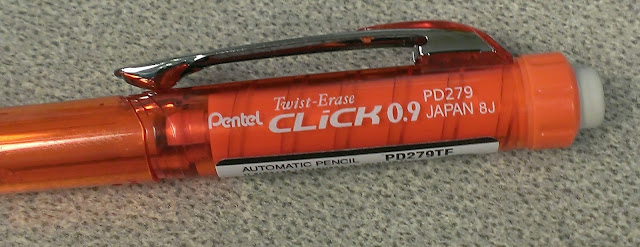 Twist-Erase
Pentel CLiCK 0.9
PD279
JAPAN 8J
AUTOMATIC PENCIL PD279TF